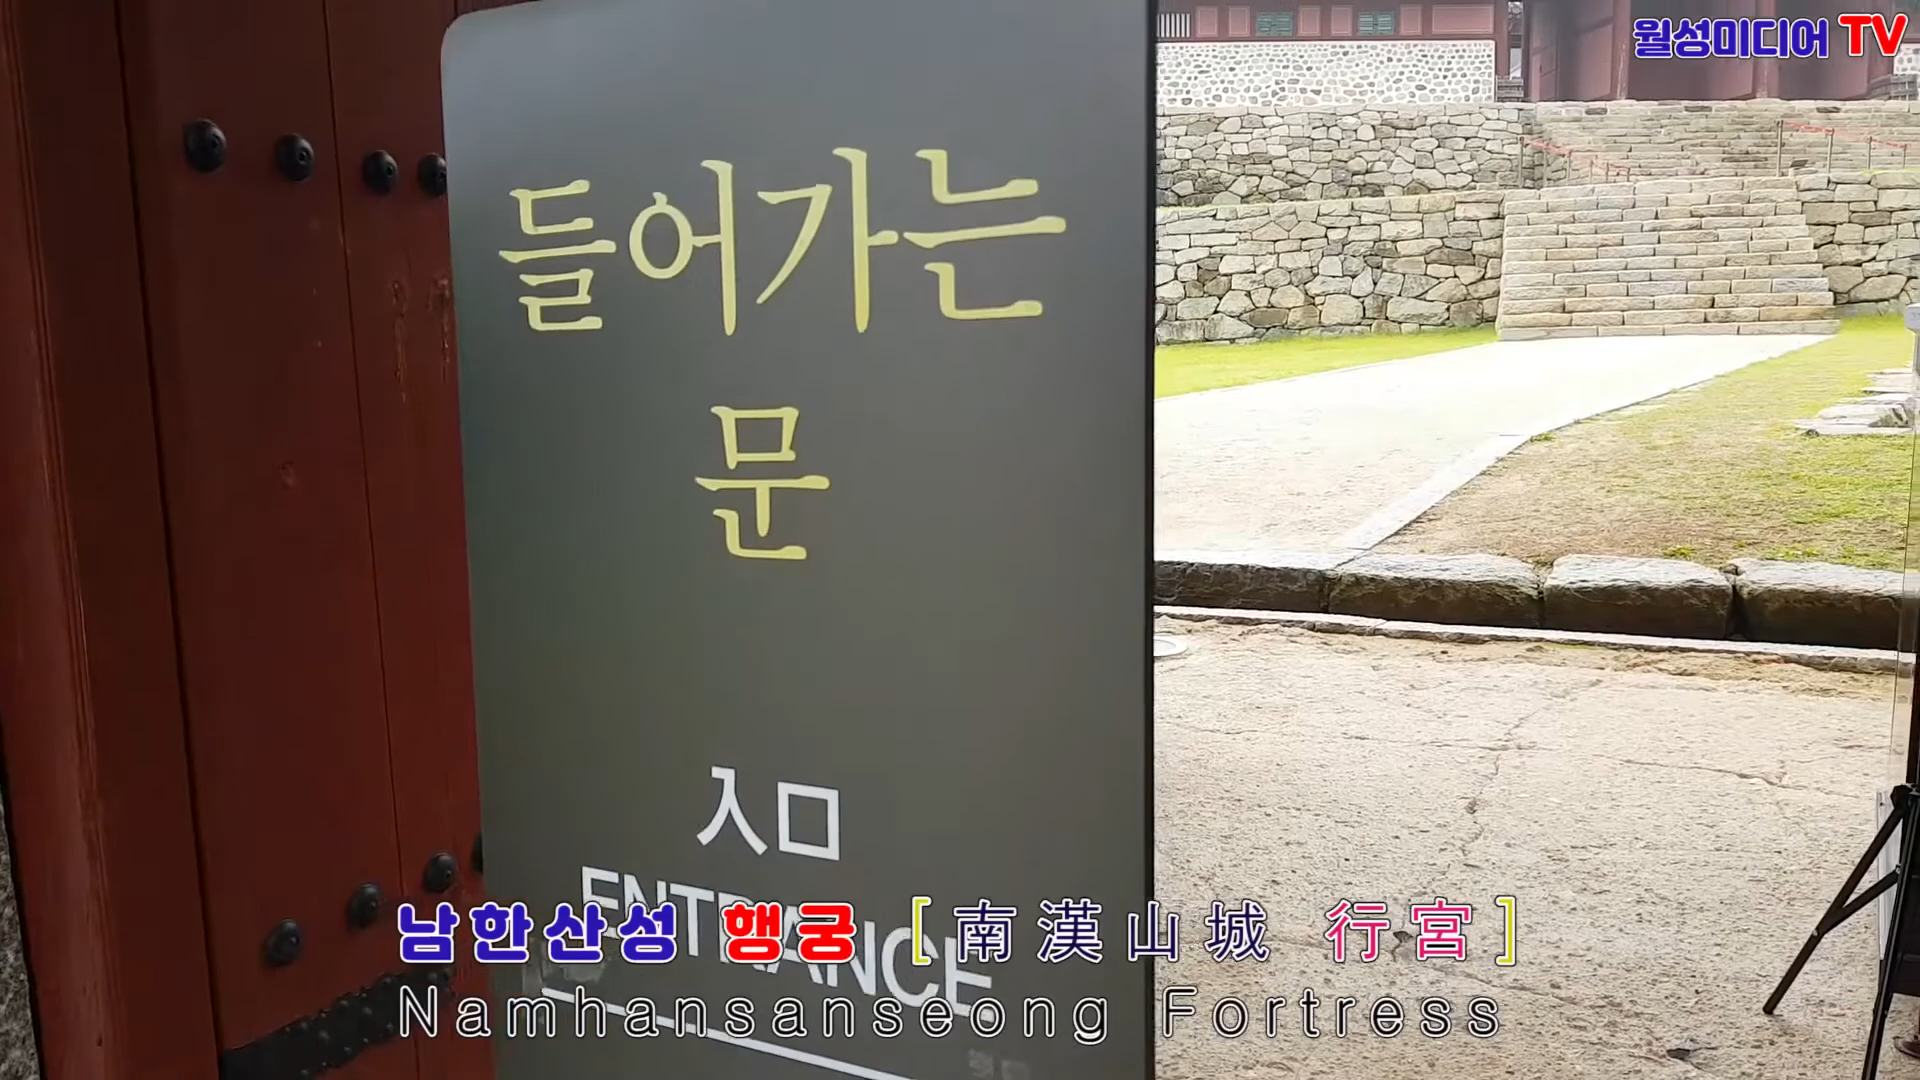 월성미디어 TV
들어가는
문
入口
ENTRANCE
남한산성 행궁 [南漢山城 行宮]
Namhansanseong Fortress